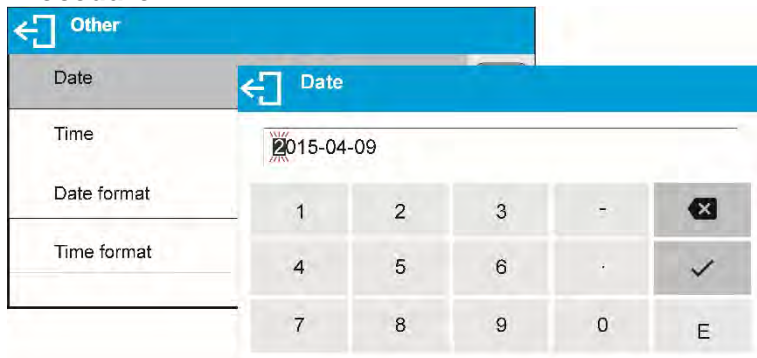 Other
Date
Time
Date format
Time format
Date
2015-04-09
1 2 3 -
4 5 6 .
7 8 9 0 E